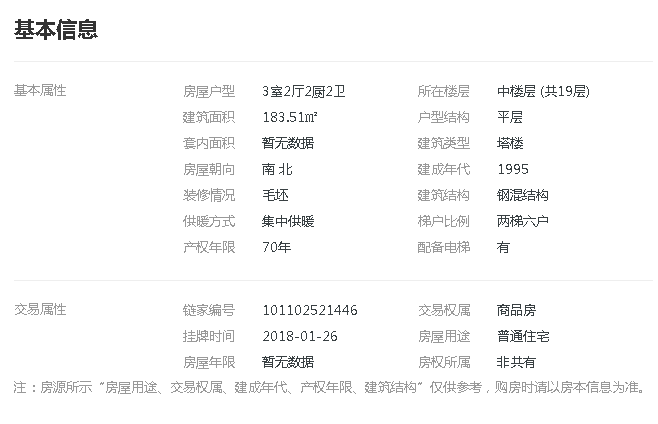 基本信息
基本属性 房屋户型 3室2厅2厨2卫 所在楼层 中楼层 (共19层)
建筑面积 183.51㎡ 户型结构 平层
套内面积 暂无数据 建筑类型 塔楼
房屋朝向 南 北 建成年代 1995
装修情况 毛坯 建筑结构 钢混结构
供暖方式 集中供暖 梯户比例 两梯六户
产权年限 70年 配备电梯 有
交易属性 链家编号 101102521446 交易权属 商品房
挂牌时间 2018-01-26 房屋用途 普通住宅
房屋年限 暂无数据 房权所属 非共有
注：房源所示“房屋用途、交易权属、建成年代、产权年限、建筑结构”仅供参考，购房时请以房本信息为准。